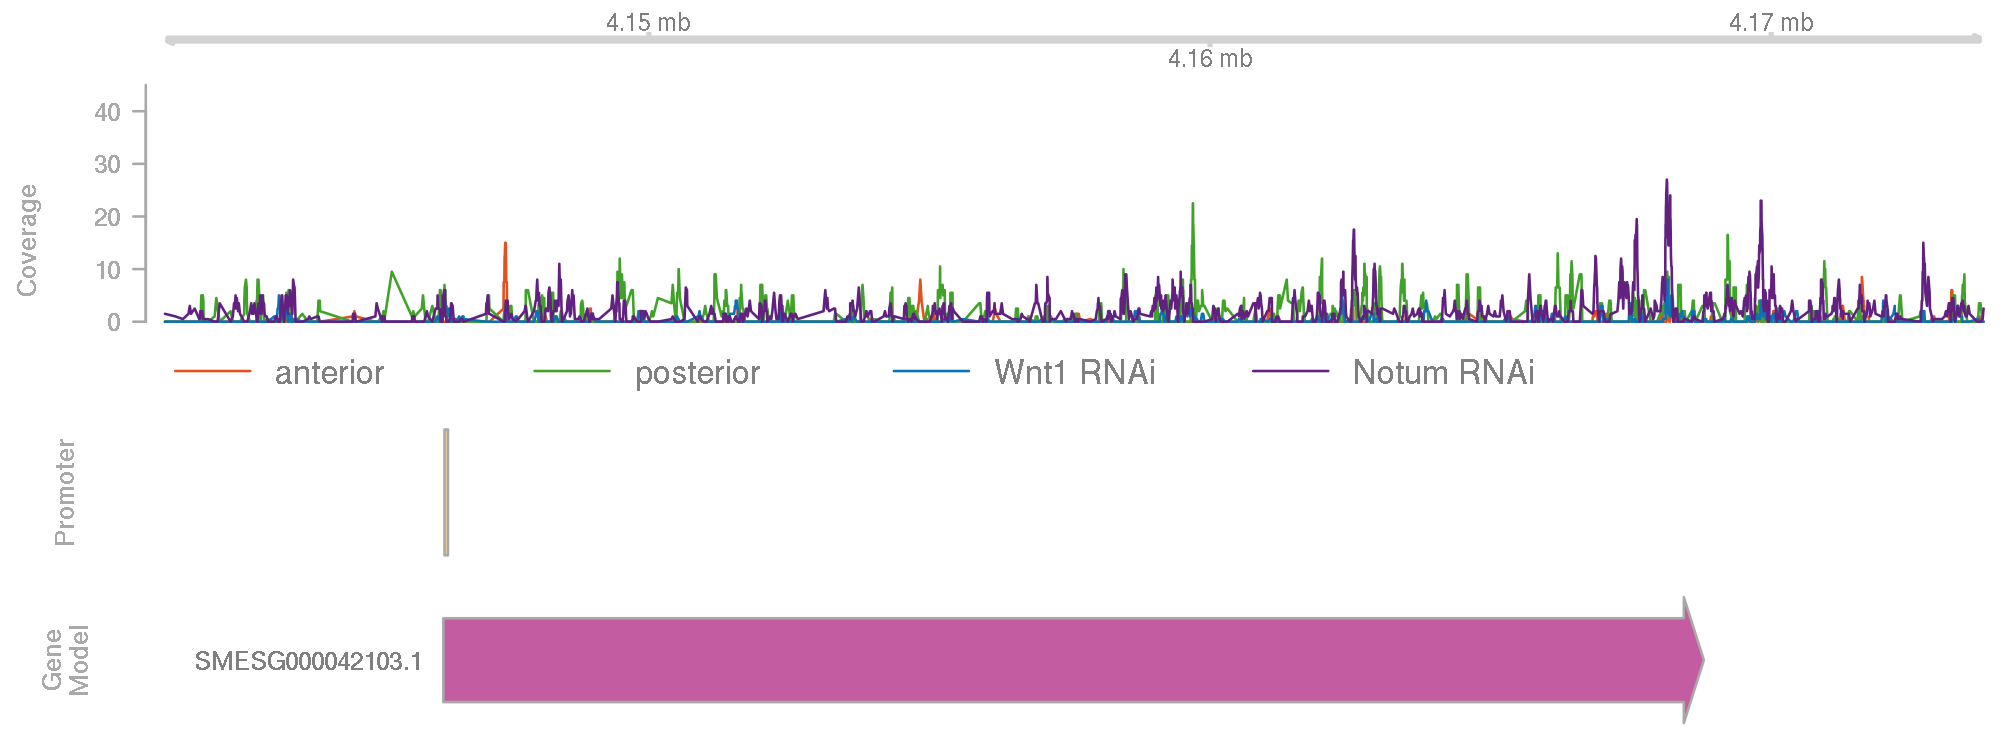 4.15 mb
4.17 mb
4.16 mb
Coverage
40
30
20
10
0
anterior
posterior
Wnt1 RNAi
Notum RNAi
Promoter
Gene
Model
SMESG000042103.1